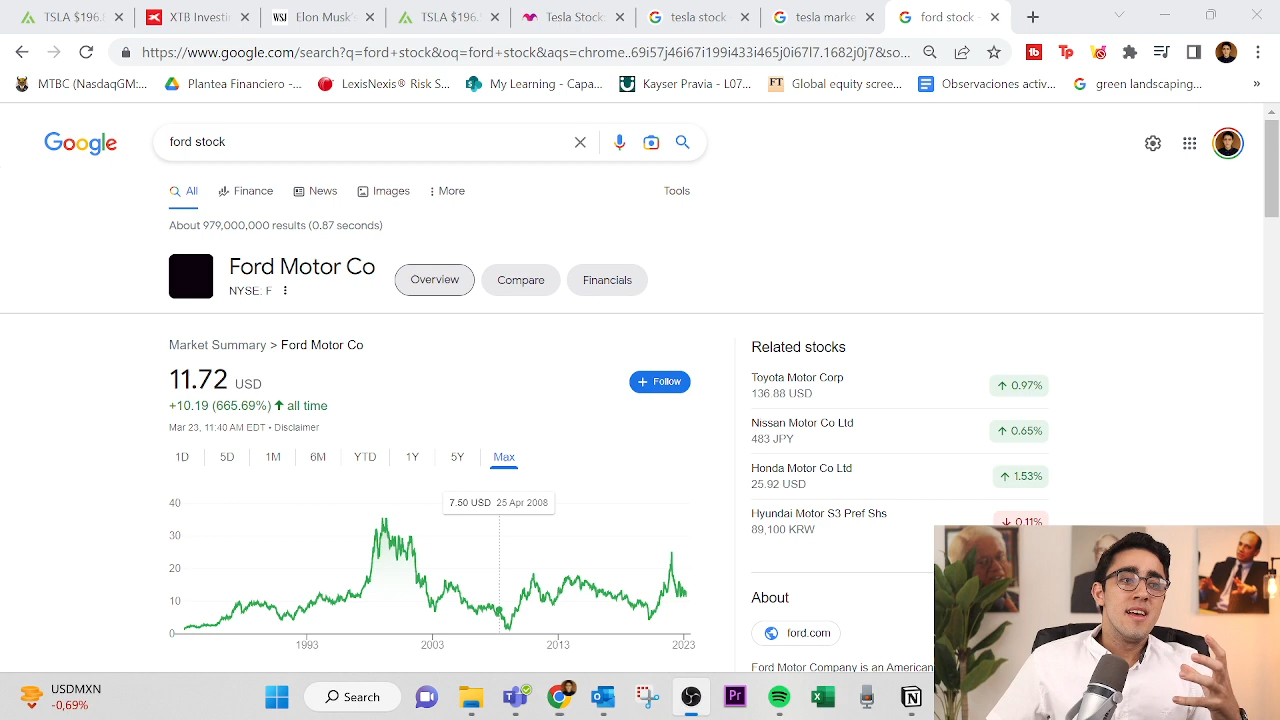 TSLA $196.
XTB Investi
WSJ Elon Musk's
TSLA $196.
Tesla Stock
tesla stock
tesla mark
ford stock
https://www.google.com/search?q=ford+stock&oq=ford+stock&aqs=chrome..69i57j46i67i199i433i465j0i67l7.1682j0j7&so...
MTBC (NasdaqGM:...
Planteo Financiero -...
LexisNexis® Risk S...
My Learning - Capa...
Kayser Pravia - L07...
FT Global equity scree...
Observaciones activ...
green landscaping...
»
Google
ford stock
All
Finance
News
Images
More
Tools
About 979,000,000 results (0.87 seconds)
Ford Motor Co
NYSE: F
Overview
Compare
Financials
Market Summary > Ford Motor Co
11.72 USD
+ Follow
+10.19 (665.69%) ↑ all time
Mar 23, 11:40 AM EDT • Disclaimer
1D
5D
1M
6M
YTD
1Y
5Y
Max
7.50 USD 25 Apr 2008
40
30
20
10
0
1993
2003
2013
2023
Related stocks
Toyota Motor Corp
136.88 USD
↑ 0.97%
Nissan Motor Co Ltd
483 JPY
↑ 0.65%
Honda Motor Co Ltd
25.92 USD
↑ 1.53%
Hyundai Motor S3 Pref Shs
89,100 KRW
↓ 0.11%
About
ford.com
Ford Motor Company is an American
USDMXN
-0,69%
Search
Pr